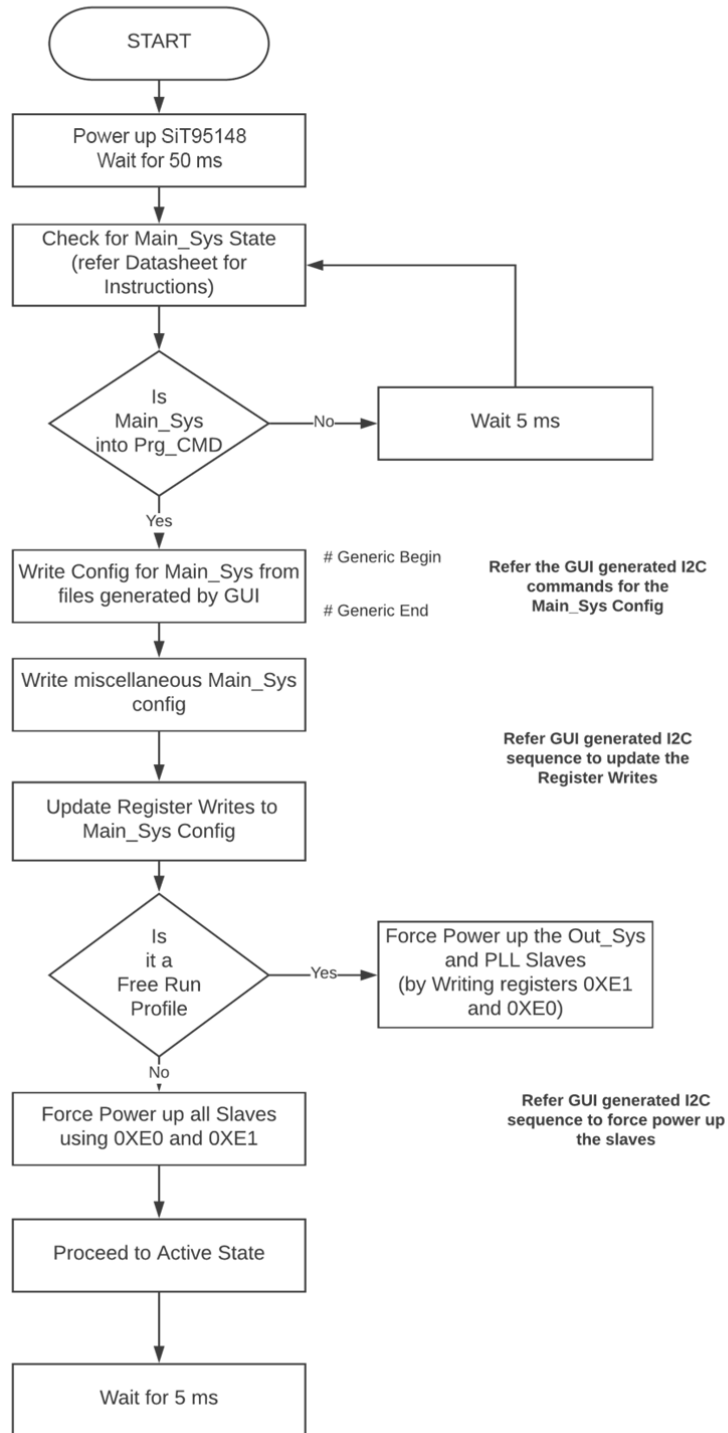 START
Power up SiT95148
Wait for 50 ms
Check for Main_Sys State
(refer Datasheet for
Instructions)
Is
Main_Sys
into Prg_CMD
No
Wait 5 ms
Yes
Write Config for Main_Sys from
files generated by GUI
# Generic Begin
# Generic End
Refer the GUI generated I2C
commands for the
Main_Sys Config
Write miscellaneous Main_Sys
config
Refer GUI generated I2C
sequence to update the
Register Writes
Update Register Writes to
Main_Sys Config
Is
it a
Free Run
Profile
Yes
Force Power up the Out_Sys
and PLL Slaves
(by Writing registers 0XE1
and 0XE0)
No
Force Power up all Slaves
using 0XE0 and 0XE1
Refer GUI generated I2C
sequence to force power up
the slaves
Proceed to Active State
Wait for 5 ms